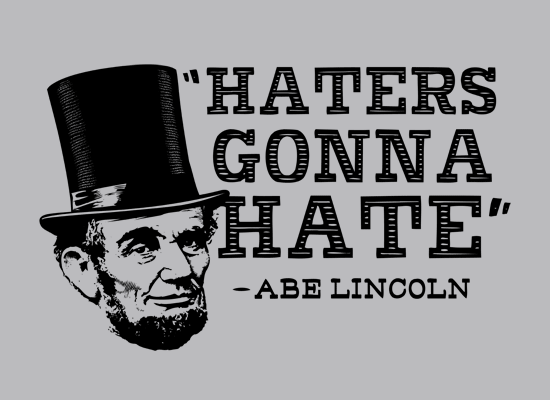 "HATERS
GONNA
HATE"
-ABE LINCOLN